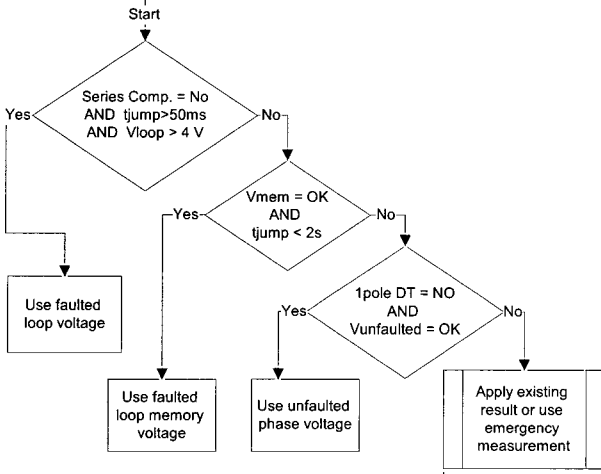 Start
Series Comp. = No
AND tjump>50ms
AND Vloop > 4 V
Yes
No
Vmem = OK
AND
tjump < 2s
Yes
No
1pole DT = NO
AND
Vunfaulted = OK
Yes
No
Use faulted
loop voltage
Use faulted
loop memory
voltage
Use unfaulted
phase voltage
Apply existing
result or use
emergency
measurement